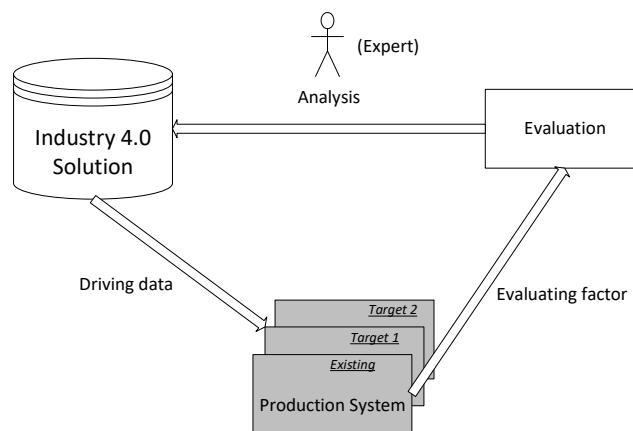 (Expert)
Analysis
Industry 4.0
Solution
Evaluation
Driving data
Evaluating factor
Target 2
Target 1
Existing
Production System